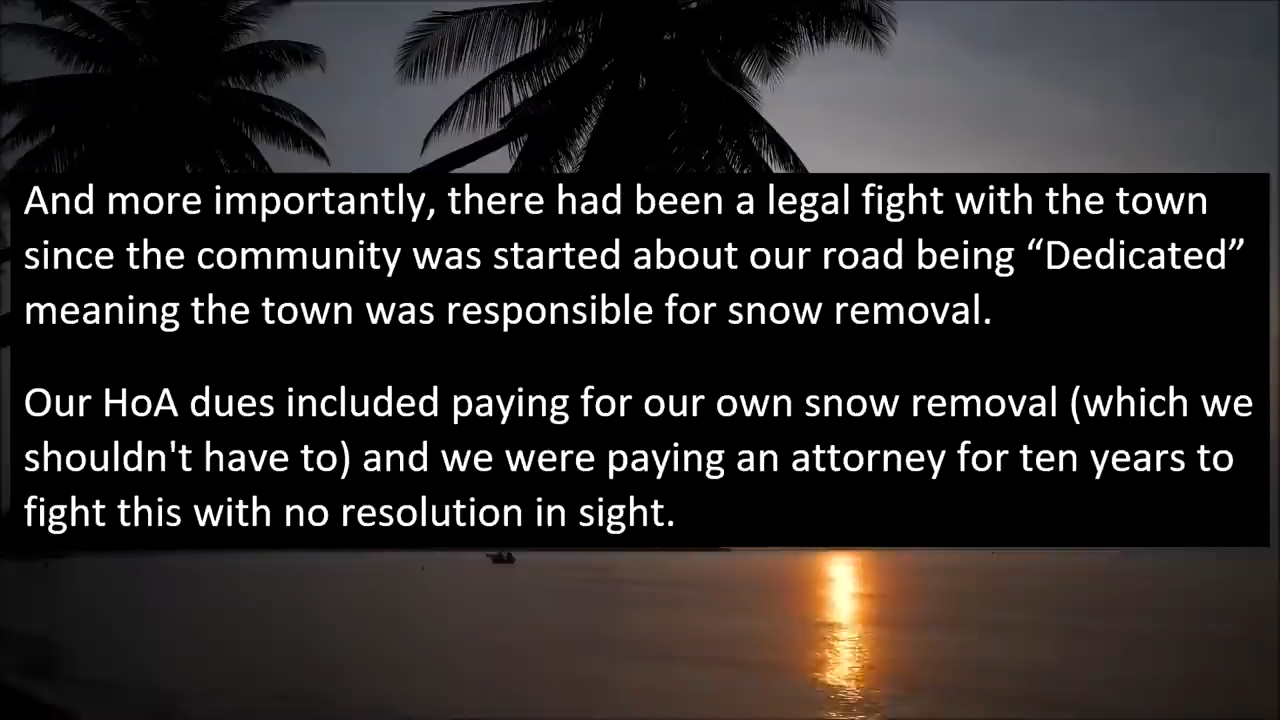 And more importantly, there had been a legal fight with the town
since the community was started about our road being “Dedicated”
meaning the town was responsible for snow removal.
Our HoA dues included paying for our own snow removal (which we
shouldn't have to) and we were paying an attorney for ten years to
fight this with no resolution in sight.